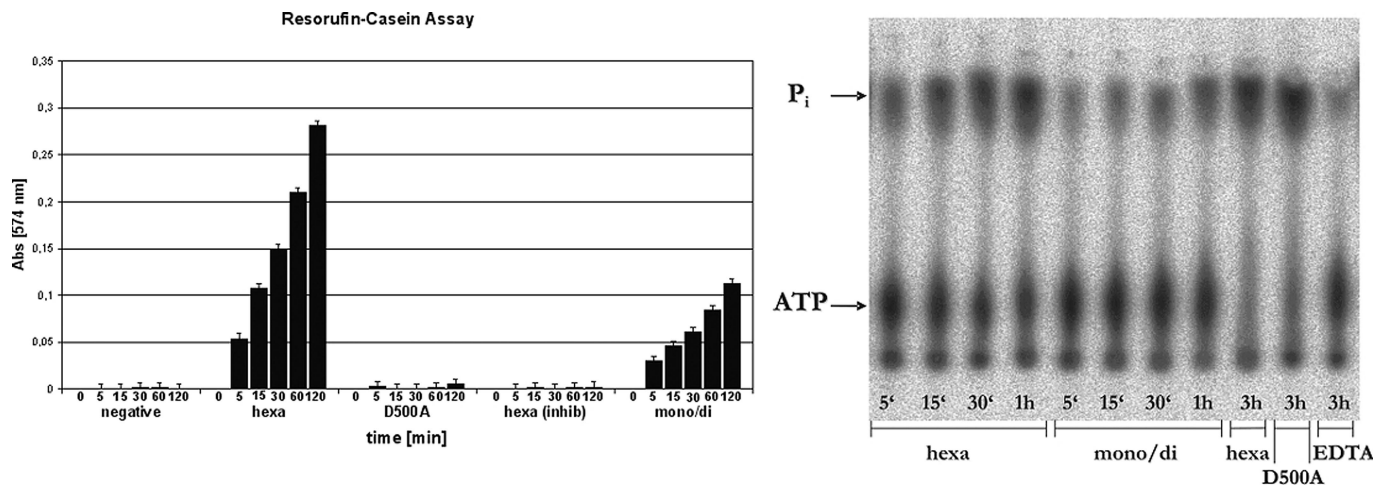 Resorufin-Casein Assay
Abs [574 nm]
0,35
0,3
0,25
0,2
0,15
0,1
0,05
0
0 5 15 30 60 120 0 5 15 30 60 120 0 5 15 30 60 120 0 5 15 30 60 120 0 5 15 30 60 120
negative hexa D500A hexa (inhib) mono/di
time [min]
Pi
ATP
5‘ 15‘ 30‘ 1h 5‘ 15‘ 30‘ 1h 3h 3h 3h
hexa mono/di hexa EDTA
D500A